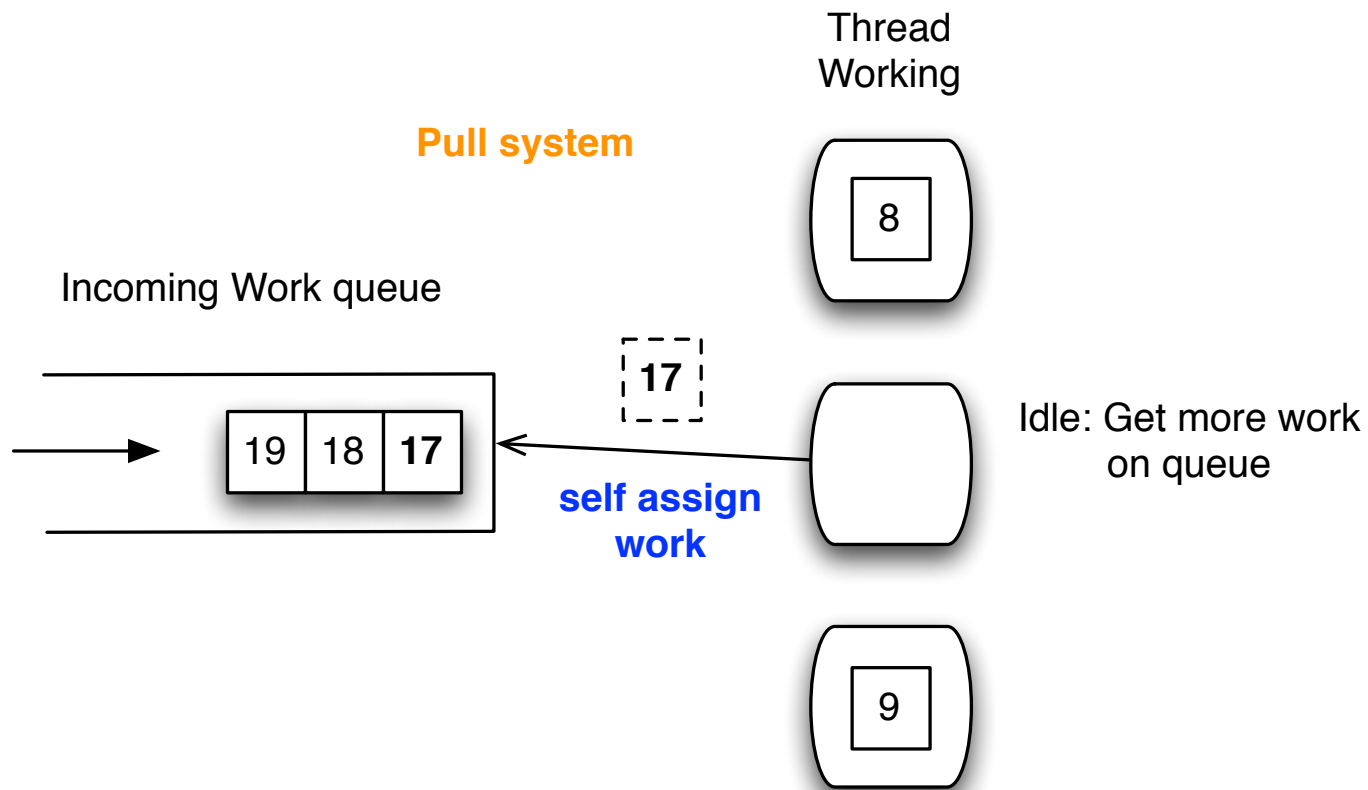 Thread
Working
Pull system
8
Incoming Work queue
17
19 18 17
Idle: Get more work
on queue
self assign
work
9